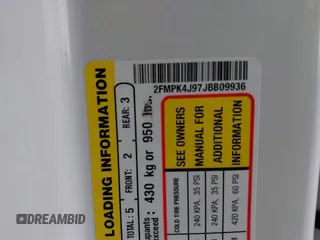 2FMPK4J97JBB09936
LOADING INFORMATION
REAR: 3
FRONT: 2
TOTAL: 5
430 kg or 950 lbs.
SEE OWNERS
MANUAL FOR
ADDITIONAL
INFORMATION
COLD TIRE PRESSURE
240 KPA, 35 PSI
240 KPA, 35 PSI
420 KPA, 60 PSI
DREAMBID